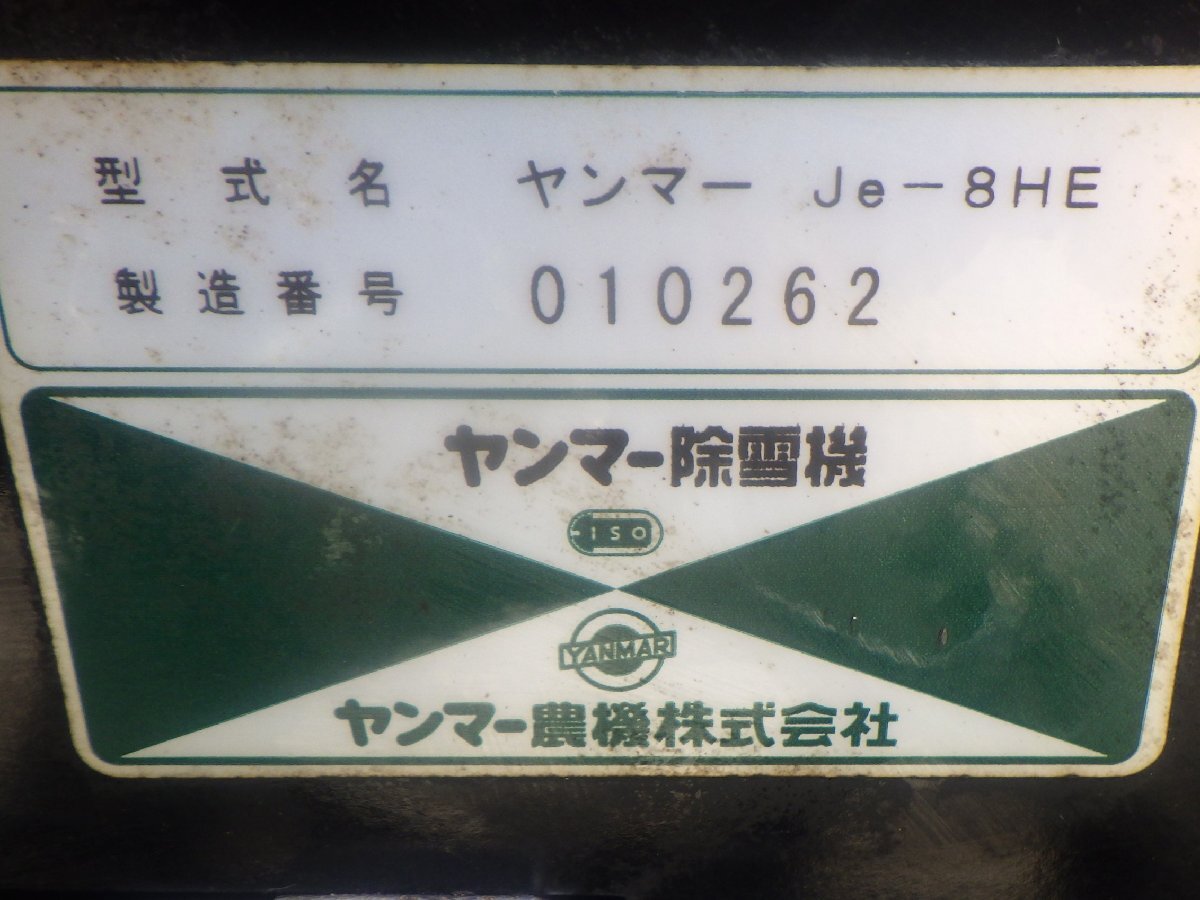 型式名 ヤンマー Je-8HE
製造番号 010262
ヤンマー除雪機
ISO
YANMAR
ヤンマー農機株式会社